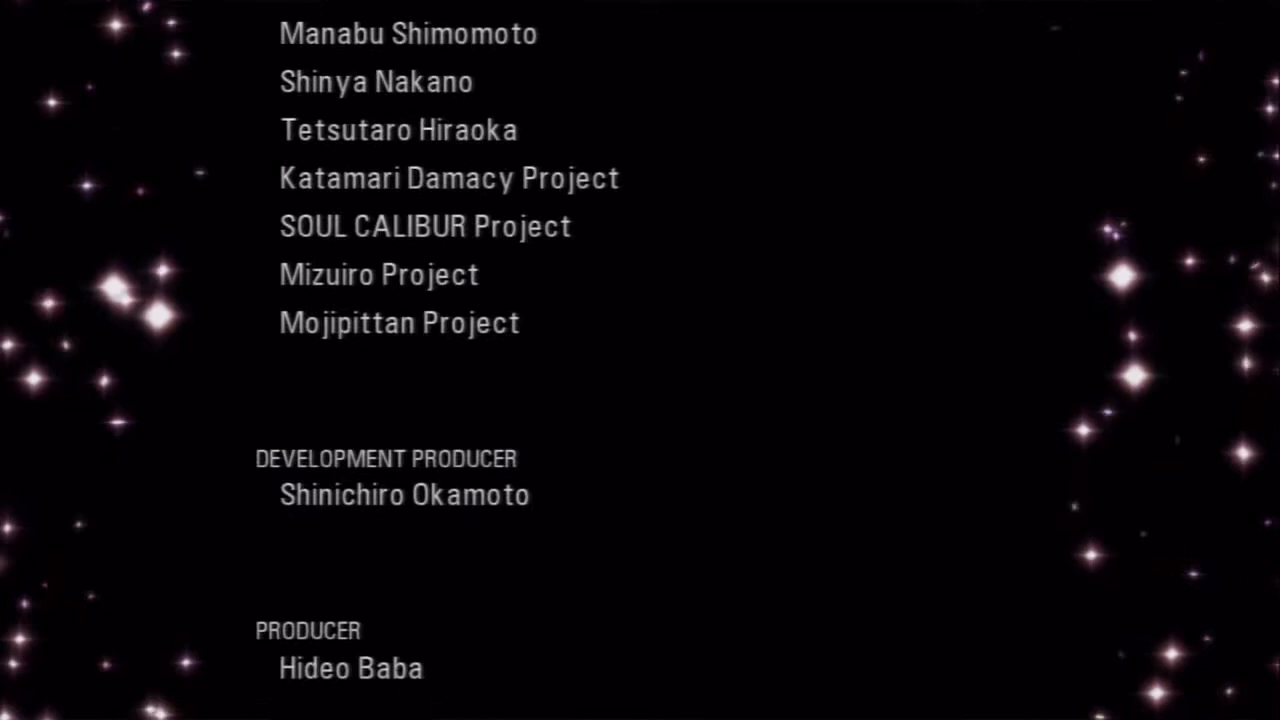 Manabu Shimomoto
Shinya Nakano
Tetsutaro Hiraoka
Katamari Damacy Project
SOUL CALIBUR Project
Mizuiro Project
Mojipittan Project
DEVELOPMENT PRODUCER
Shinichiro Okamoto
PRODUCER
Hideo Baba